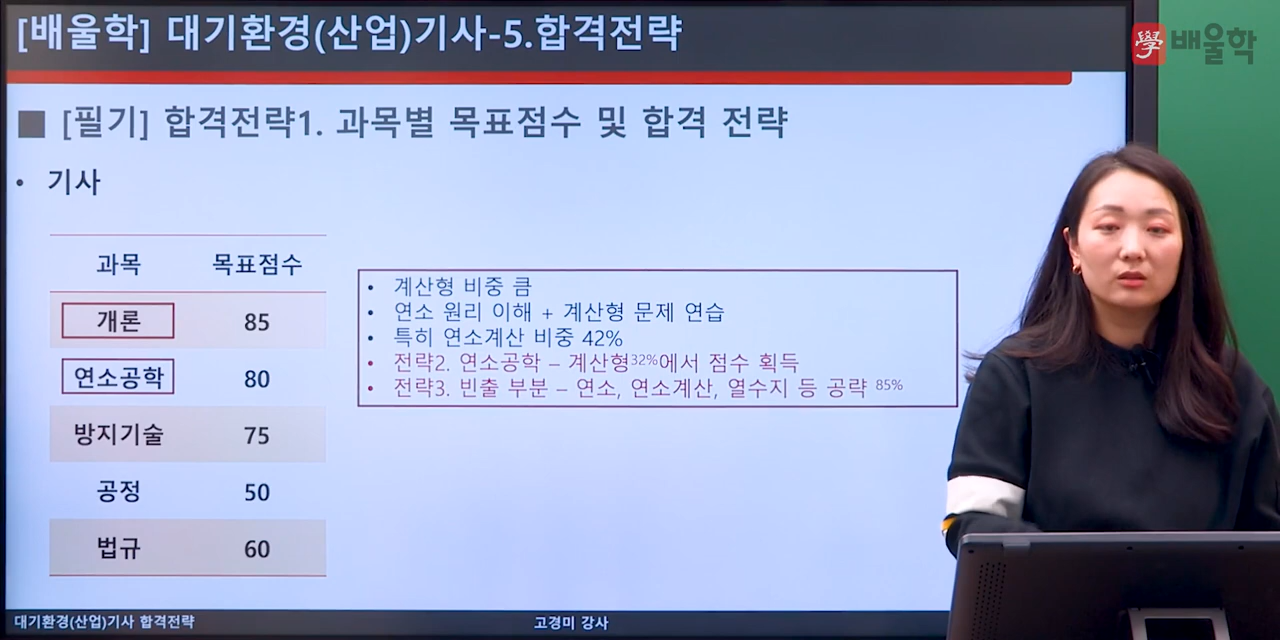 [배울학] 대기환경(산업)기사-5.합격전략
學 배울학
■ [필기] 합격전략1. 과목별 목표점수 및 합격 전략
• 기사
과목 목표점수
개론 85
연소공학 80
방지기술 75
공정 50
법규 60
• 계산형 비중 큼
• 연소 원리 이해 + 계산형 문제 연습
• 특히 연소계산 비중 42%
• 전략2. 연소공학 – 계산형32%에서 점수 획득
• 전략3. 빈출 부분 – 연소, 연소계산, 열수지 등 공략 85%
대기환경(산업)기사 합격전략
고경미 강사